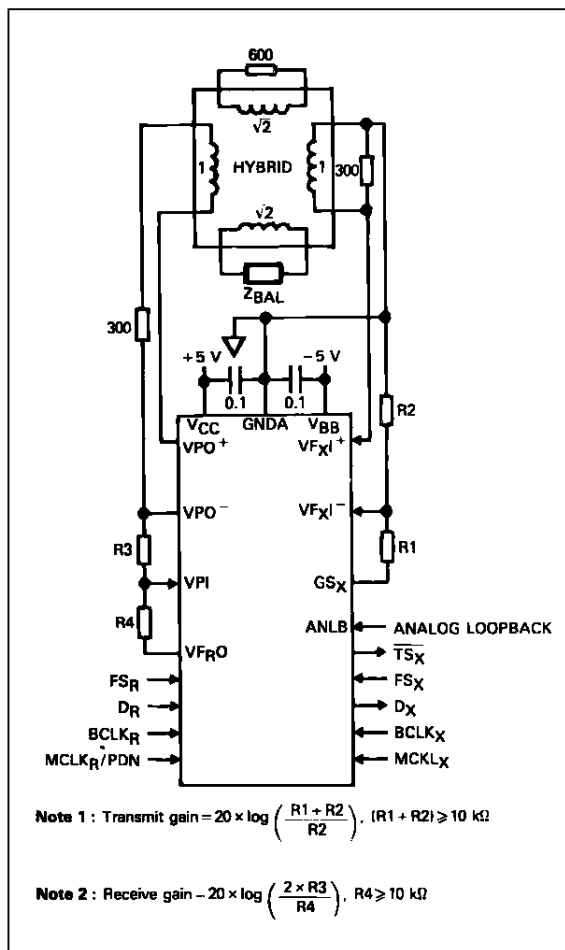 600
√2
1 HYBRID 1
300
√2
ZBAL
300
+5 V -5 V
0.1 0.1
R2
VCC GNDA VBB
VPO+ VFXI+
VPO- VFXI-
R3 R1
VPI GSX
R4
ANLB ANALOG LOOPBACK
VFRO TSX
FSR FSX
DR DX
BCLKR BCLKX
MCLKR/PDN MCKLX
Note 1 : Transmit gain = 20 × log ( R1 + R2 / R2 ), (R1 + R2) ⩾ 10 kΩ
Note 2 : Receive gain – 20 × log ( 2 × R3 / R4 ), R4 ⩾ 10 kΩ